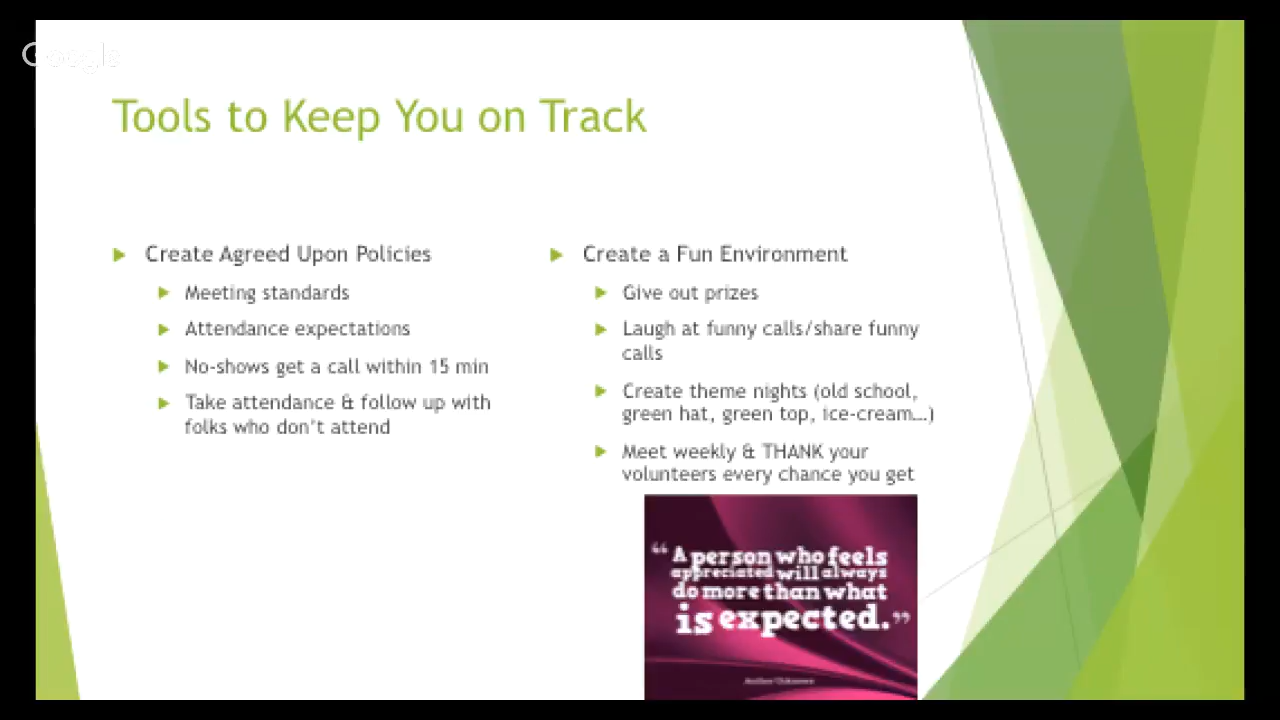 Google
Tools to Keep You on Track
Create Agreed Upon Policies
Meeting standards
Attendance expectations
No-shows get a call within 15 min
Take attendance & follow up with
folks who don't attend
Create a Fun Environment
Give out prizes
Laugh at funny calls/share funny
calls
Create theme nights (old school,
green hat, green top, ice-cream…)
Meet weekly & THANK your
volunteers every chance you get
“A person who feels
appreciated will always
do more than what
is expected.”
Author Unknown